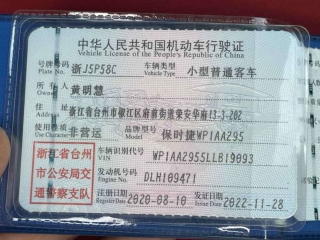 中华人民共和国机动车行驶证
Vehicle License of the People's Republic of China
号牌号码 浙J5P58C 车辆类型 小型普通客车
Plate No. Vehicle Type
所有人 黄明慧
浙江省台州市椒江区府前街道荣安华府13-3-202
使用性质 非营运 品牌型号 保时捷WP1AA295
Use Character Model
浙江省台州市公安局交通警察支队
车辆识别代号 WP1AA2955LLB19093
VIN
发动机号码 DLH109471
Engine No.
注册日期 2020-08-10 发证日期 2022-11-28
Register Date Issue Date